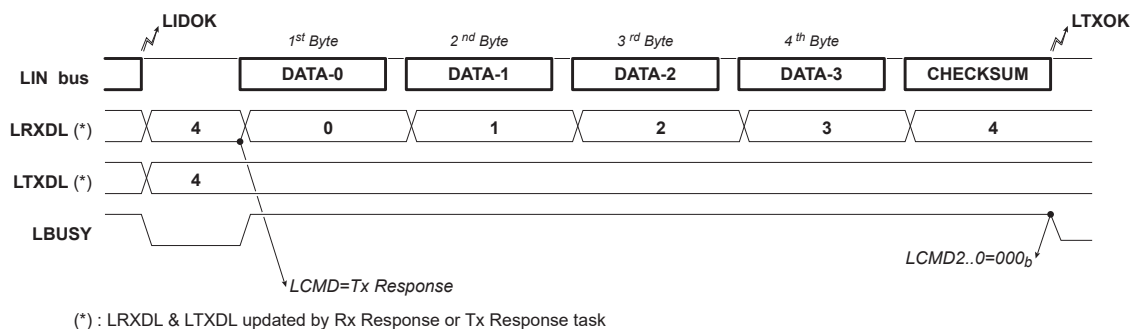 LIDOK LTXOK
1st Byte 2nd Byte 3rd Byte 4th Byte
LIN bus DATA-0 DATA-1 DATA-2 DATA-3 CHECKSUM
LRXDL (*) 4 0 1 2 3 4
LTXDL (*) 4
LBUSY
LCMD2..0=000b
LCMD=Tx Response
(*) : LRXDL & LTXDL updated by Rx Response or Tx Response task